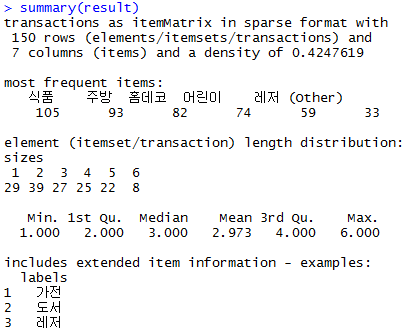 > summary(result)
transactions as itemMatrix in sparse format with
150 rows (elements/itemsets/transactions) and
7 columns (items) and a density of 0.4247619
most frequent items:
식품 주방 홈데코 어린이 레저 (Other)
105 93 82 74 59 33
element (itemset/transaction) length distribution:
sizes
1 2 3 4 5 6
29 39 27 25 22 8
Min. 1st Qu. Median Mean 3rd Qu. Max.
1.000 2.000 3.000 2.973 4.000 6.000
includes extended item information - examples:
labels
1 가전
2 도서
3 레저